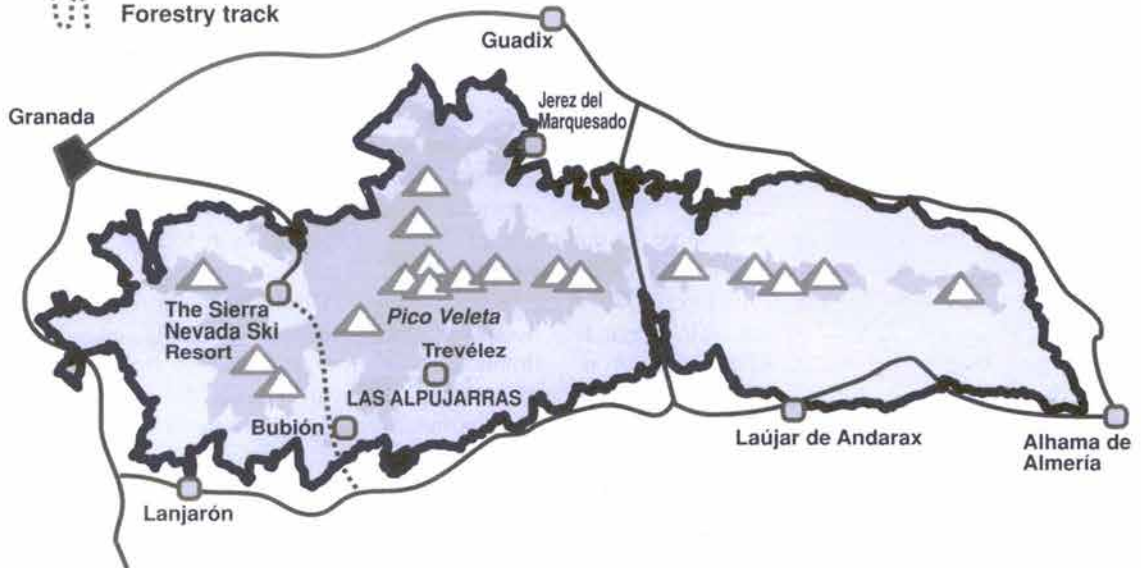 Forestry track
Guadix
Jerez del
Marquesado
Granada
The Sierra
Nevada Ski
Resort
Pico Veleta
Trevélez
LAS ALPUJARRAS
Bubión
Laújar de Andarax
Alhama de
Almería
Lanjarón